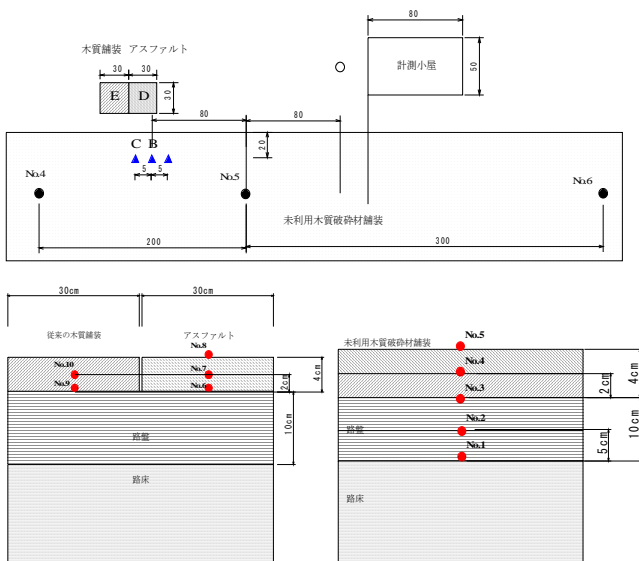 80
木質舗装 アスファルト
計測小屋
50
30 30
E D
30
80 80
20
C B
5 5
No.4
No.5
No.6
未利用木質破砕材舗装
200
300
30cm 30cm
従来の木質舗装
アスファルト
No.8
No.10
No.7
No.9
No.6
2cm
4cm
路盤
10cm
路床
No.5
未利用木質破砕材舗装
No.4
No.3
2cm
4cm
No.2
路盤
No.1
5cm
10cm
路床